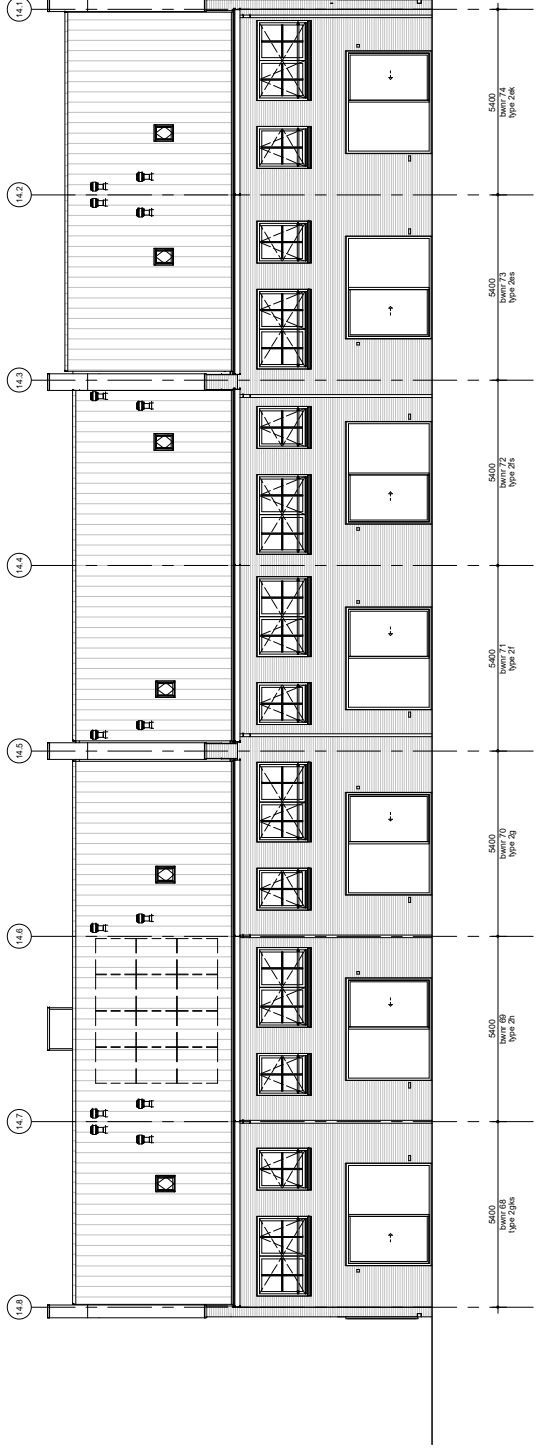 14.8
14.7
14.6
14.5
14.4
14.3
14.2
14.1
5400
bwnr 68
type 2gks
5400
bwnr 69
type 2h
5400
bwnr 70
type 2g
5400
bwnr 71
type 2f
5400
bwnr 72
type 2fs
5400
bwnr 73
type 2es
5400
bwnr 74
type 2ek